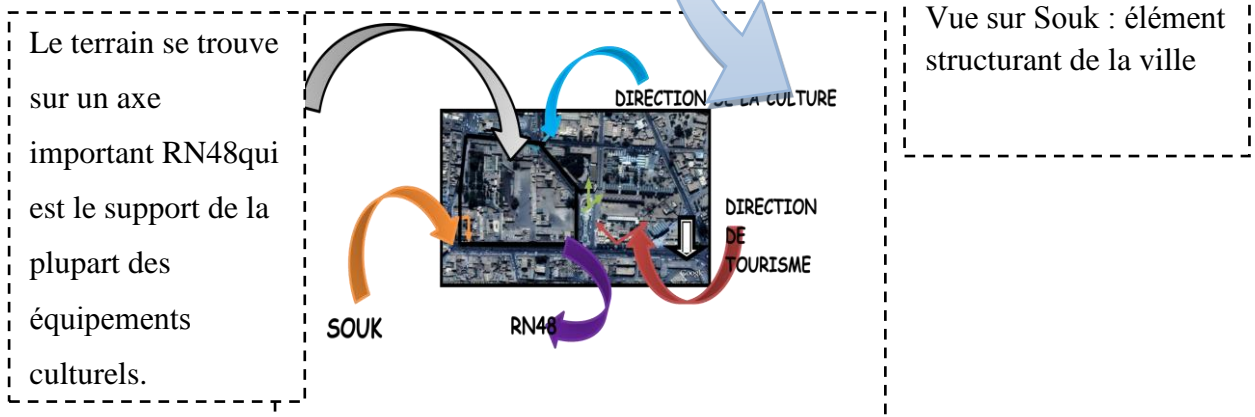 Le terrain se trouve
sur un axe
important RN48qui
est le support de la
plupart des
équipements
culturels.
DIRECTION DE LA CULTURE
DIRECTION
DE
TOURISME
SOUK
RN48
Vue sur Souk : élément
structurant de la ville